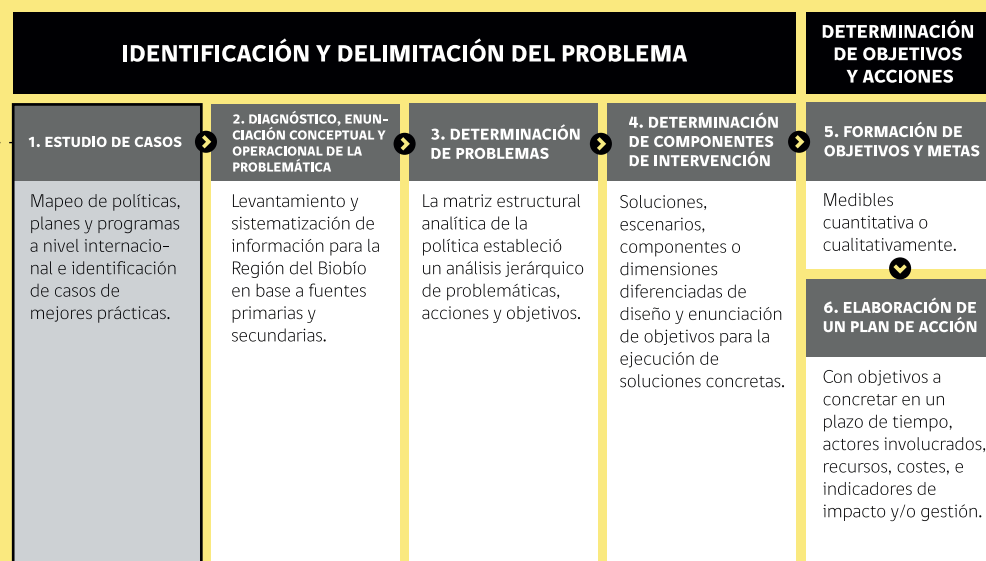 IDENTIFICACIÓN Y DELIMITACIÓN DEL PROBLEMA
DETERMINACIÓN
DE OBJETIVOS
Y ACCIONES
1. ESTUDIO DE CASOS
Mapeo de políticas,
planes y programas
a nivel internacio-
nal e identificación
de casos de
mejores prácticas.
2. DIAGNÓSTICO, ENUN-
CIACIÓN CONCEPTUAL Y
OPERACIONAL DE LA
PROBLEMÁTICA
Levantamiento y
sistematización de
información para la
Región del Biobío
en base a fuentes
primarias y
secundarias.
3. DETERMINACIÓN
DE PROBLEMAS
La matriz estructural
analítica de la
política estableció
un análisis jerárquico
de problemáticas,
acciones y objetivos.
4. DETERMINACIÓN
DE COMPONENTES
DE INTERVENCIÓN
Soluciones,
escenarios,
componentes o
dimensiones
diferenciadas de
diseño y enunciación
de objetivos para la
ejecución de
soluciones concretas.
5. FORMACIÓN DE
OBJETIVOS Y METAS
Medibles
cuantitativa o
cualitativamente.
6. ELABORACIÓN DE
UN PLAN DE ACCIÓN
Con objetivos a
concretar en un
plazo de tiempo,
actores involucrados,
recursos, costes, e
indicadores de
impacto y/o gestión.